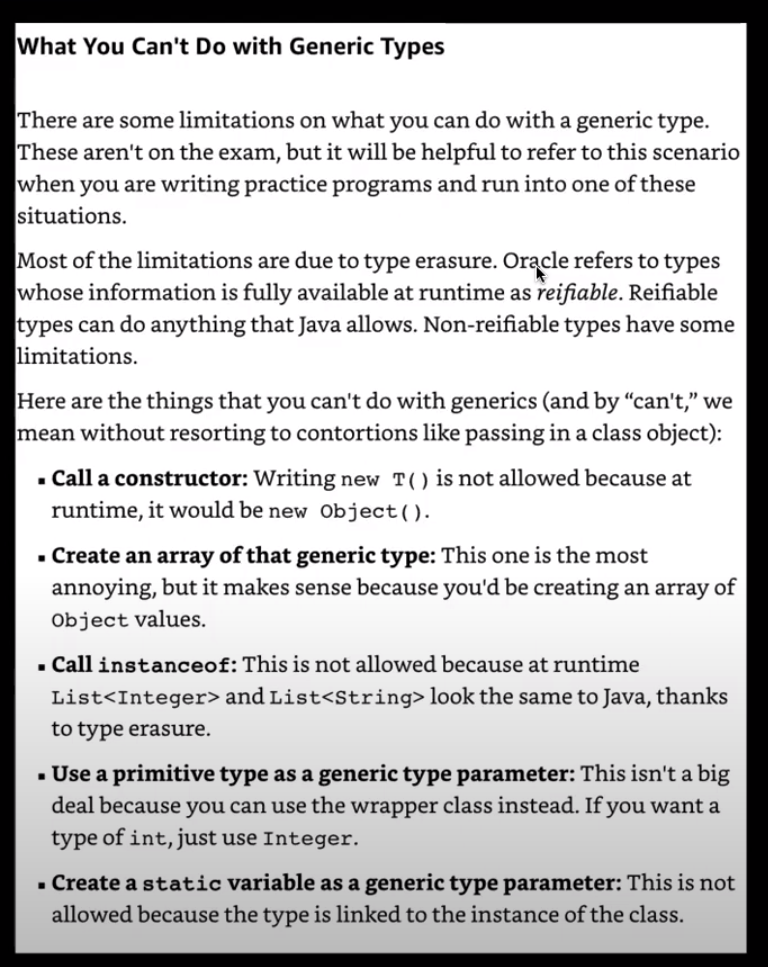 What You Can't Do with Generic Types
There are some limitations on what you can do with a generic type.
These aren't on the exam, but it will be helpful to refer to this scenario
when you are writing practice programs and run into one of these
situations.
Most of the limitations are due to type erasure. Oracle refers to types
whose information is fully available at runtime as reifiable. Reifiable
types can do anything that Java allows. Non-reifiable types have some
limitations.
Here are the things that you can't do with generics (and by “can't,” we
mean without resorting to contortions like passing in a class object):
▪ Call a constructor: Writing new T() is not allowed because at
runtime, it would be new Object().
▪ Create an array of that generic type: This one is the most
annoying, but it makes sense because you'd be creating an array of
Object values.
▪ Call instanceof: This is not allowed because at runtime
List<Integer> and List<String> look the same to Java, thanks
to type erasure.
▪ Use a primitive type as a generic type parameter: This isn't a big
deal because you can use the wrapper class instead. If you want a
type of int, just use Integer.
▪ Create a static variable as a generic type parameter: This is not
allowed because the type is linked to the instance of the class.